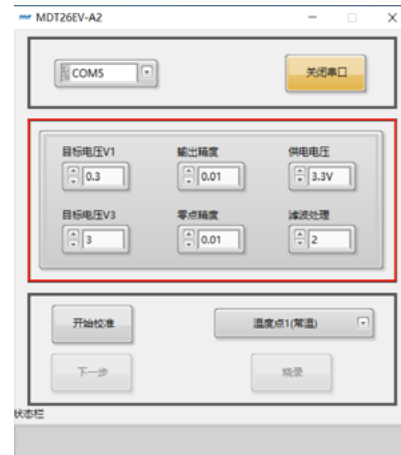 MDT26EV-A2
COM5
关闭串口
目标电压V1 输出精度 供电电压
0.3 0.01 3.3V
目标电压V3 零点精度 滤波处理
3 0.01 2
开始校准 温度点1(常温)
下一步 烧录
状态栏